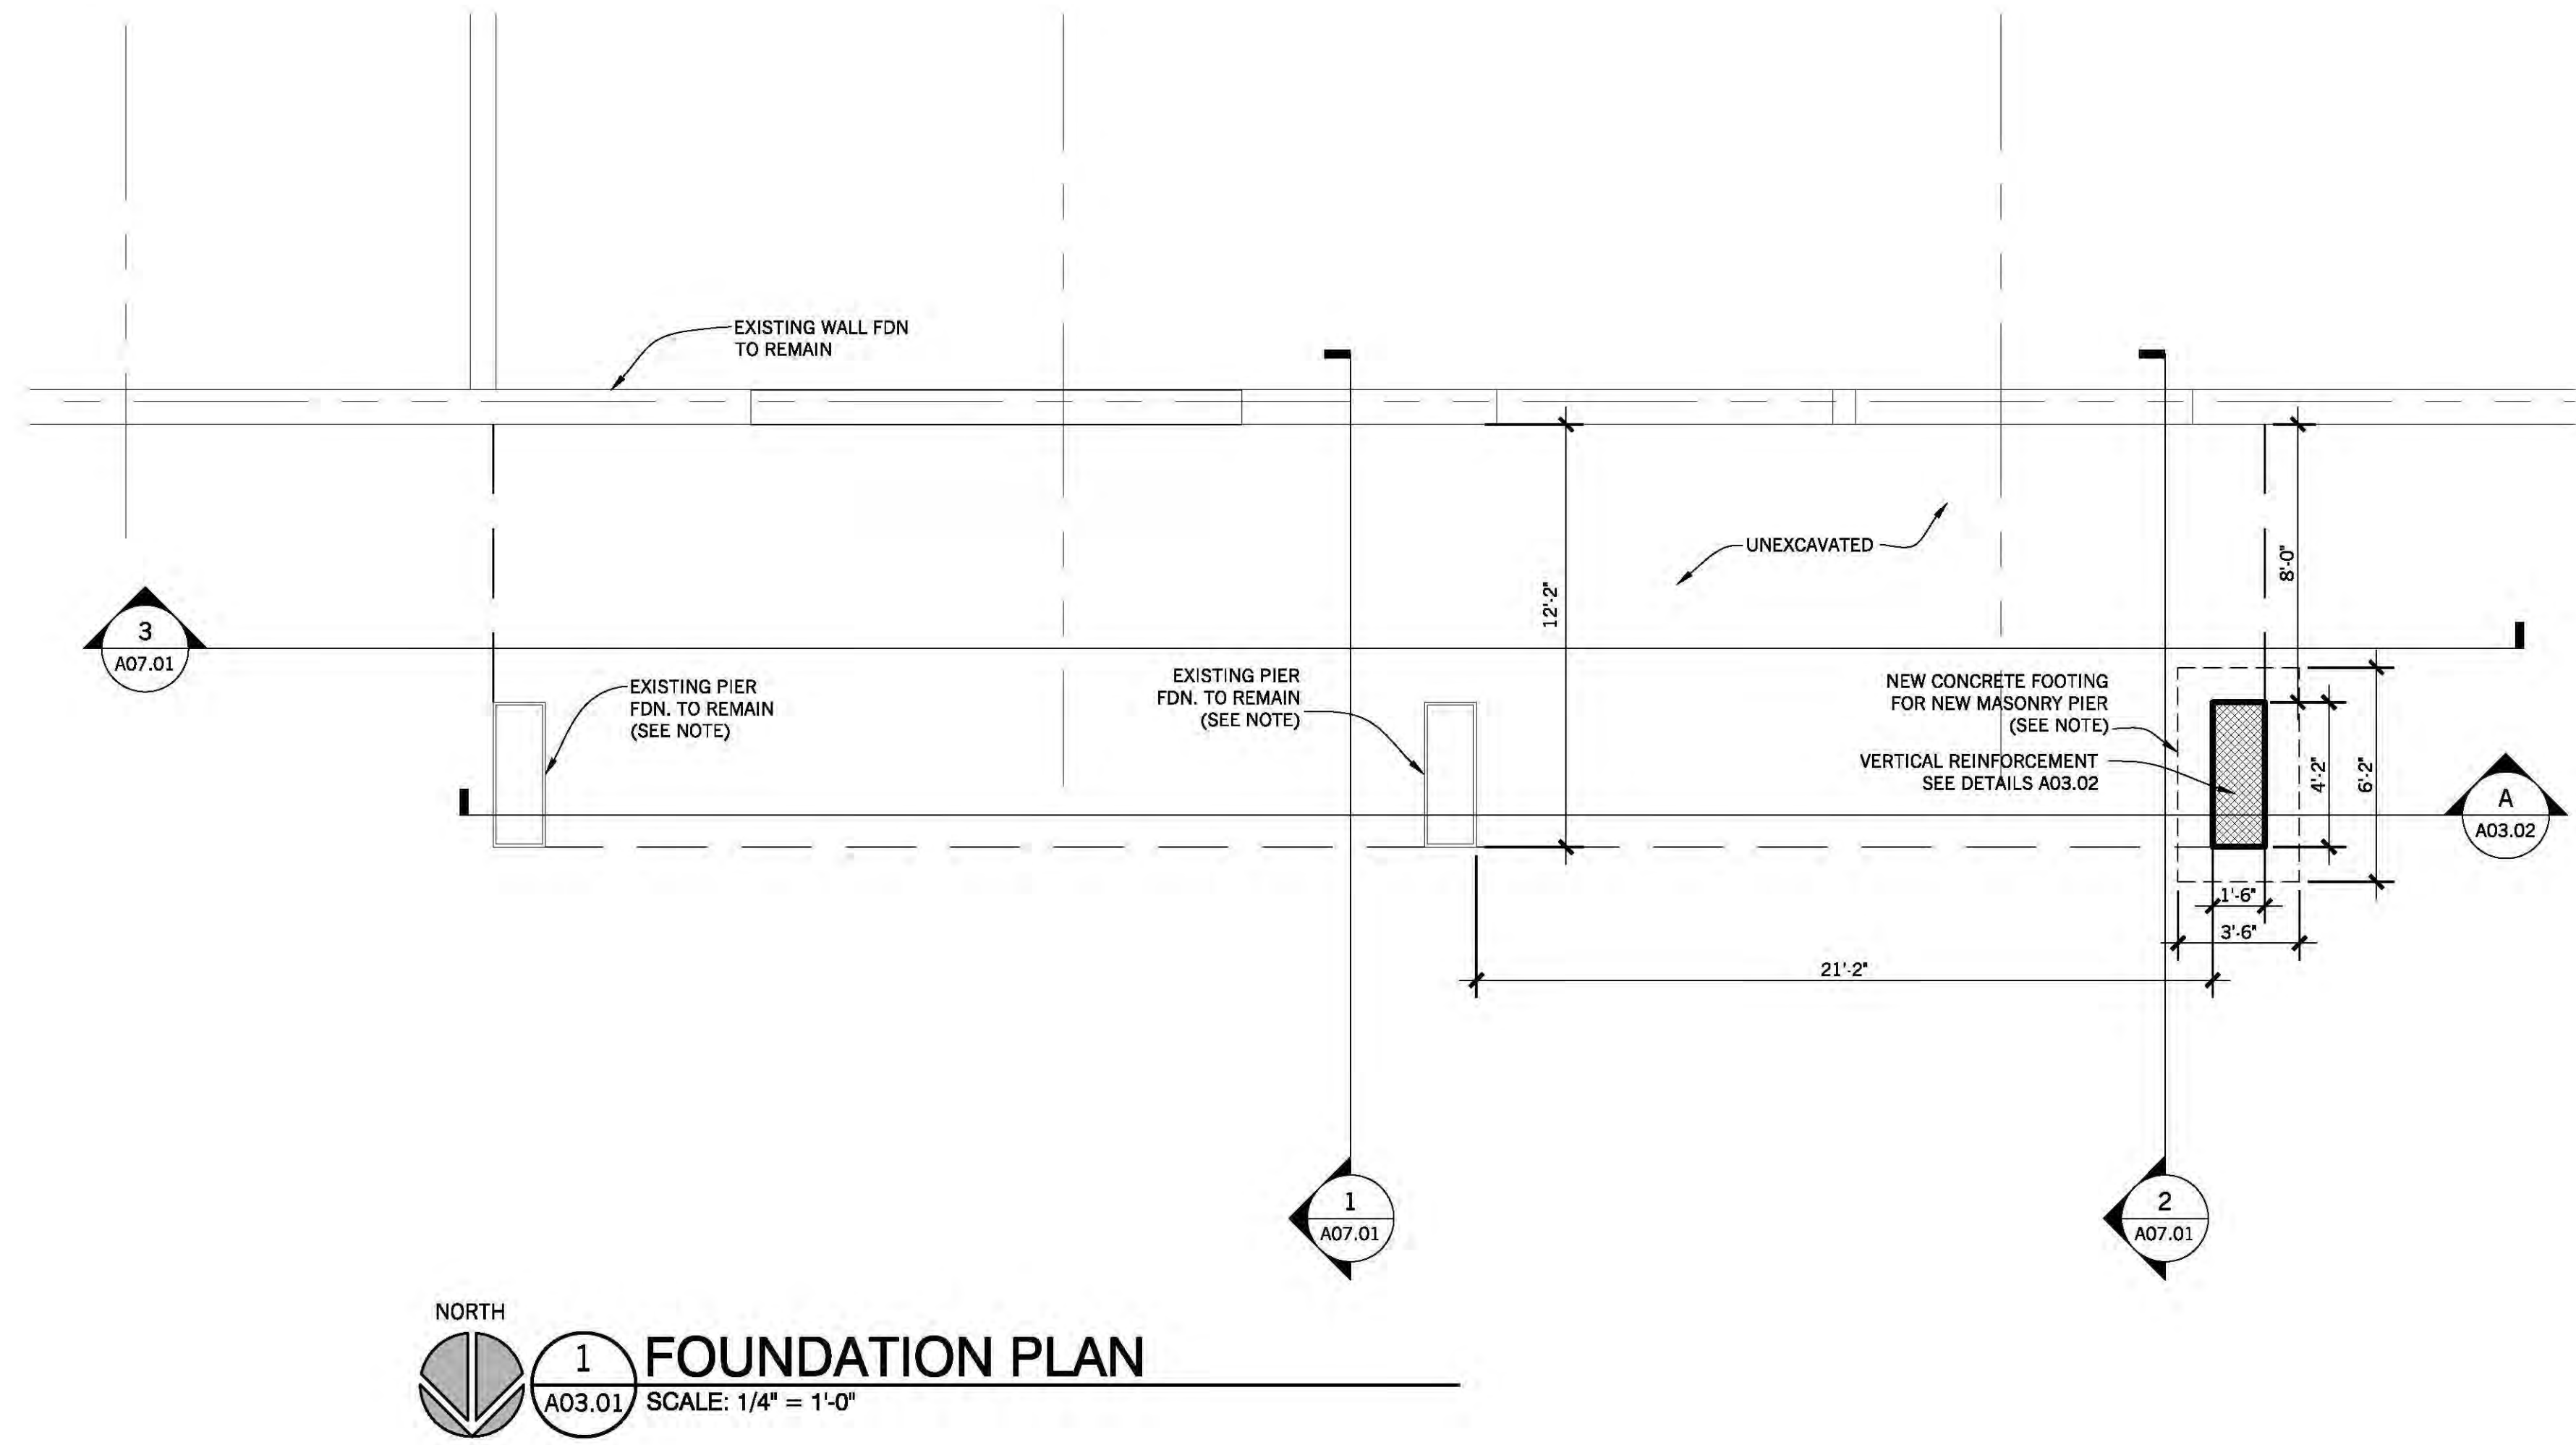 EXISTING WALL FDN
TO REMAIN
UNEXCAVATED
8'-0"
12'-2"
3
A07.01
EXISTING PIER
FDN. TO REMAIN
(SEE NOTE)
EXISTING PIER
FDN. TO REMAIN
(SEE NOTE)
NEW CONCRETE FOOTING
FOR NEW MASONRY PIER
(SEE NOTE)
VERTICAL REINFORCEMENT
SEE DETAILS A03.02
4'-2"
6'-2"
A
A03.02
1'-6"
3'-6"
21'-2"
1
A07.01
2
A07.01
NORTH
1
A03.01
FOUNDATION PLAN
SCALE: 1/4" = 1'-0"